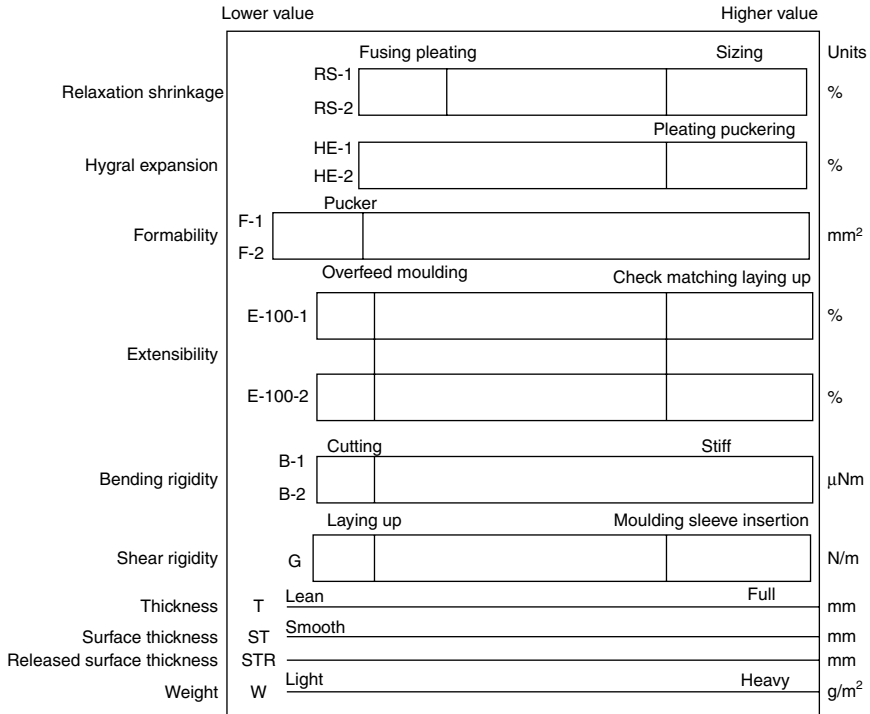 Lower value Higher value
Fusing pleating Sizing Units
RS-1
Relaxation shrinkage %
RS-2
Pleating puckering
HE-1
Hygral expansion %
HE-2
Pucker
F-1
Formability mm²
F-2
Overfeed moulding Check matching laying up
E-100-1 %
Extensibility
E-100-2 %
Cutting Stiff
B-1
Bending rigidity μNm
B-2
Laying up Moulding sleeve insertion
Shear rigidity G N/m
Lean Full
Thickness T mm
Smooth
Surface thickness ST mm
Released surface thickness STR mm
Light Heavy
Weight W g/m²